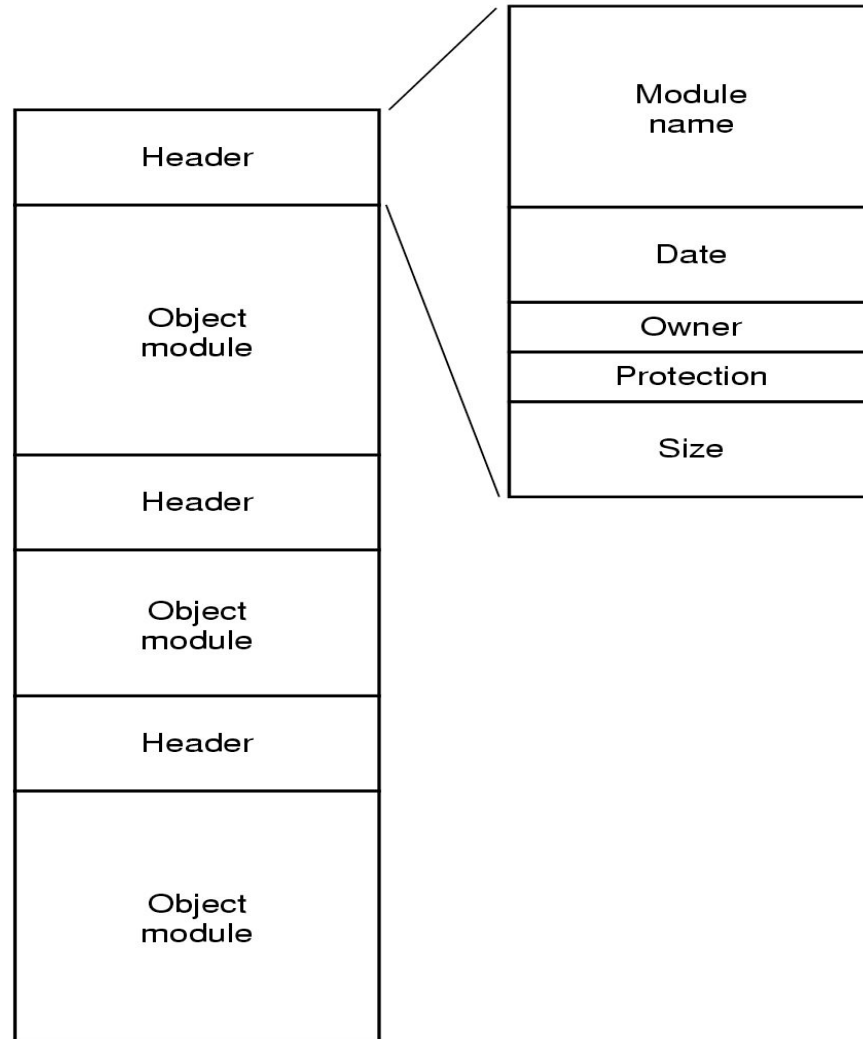 Header
Object
module
Header
Object
module
Header
Object
module
Module
name
Date
Owner
Protection
Size